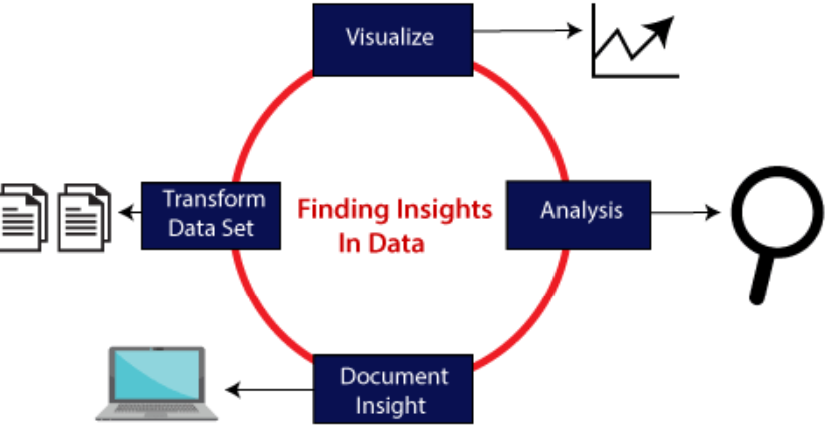 Visualize
Transform
Data Set
Finding Insights
In Data
Analysis
Document
Insight